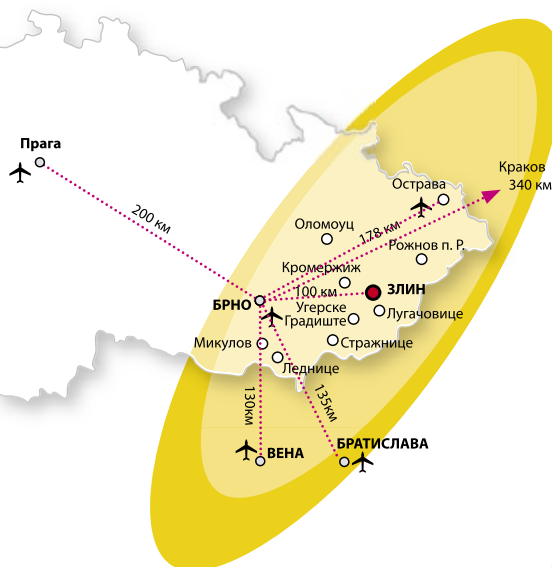 Прага
Краков
340 км
Острава
200 км
178 км
Оломоуц
Рожнов п. Р.
Кромержиж
100 км
ЗЛИН
БРНО
Угерске
Градиште
Лугачовице
Микулов
Стражнице
Леднице
130км
135км
БРАТИСЛАВА
ВЕНА